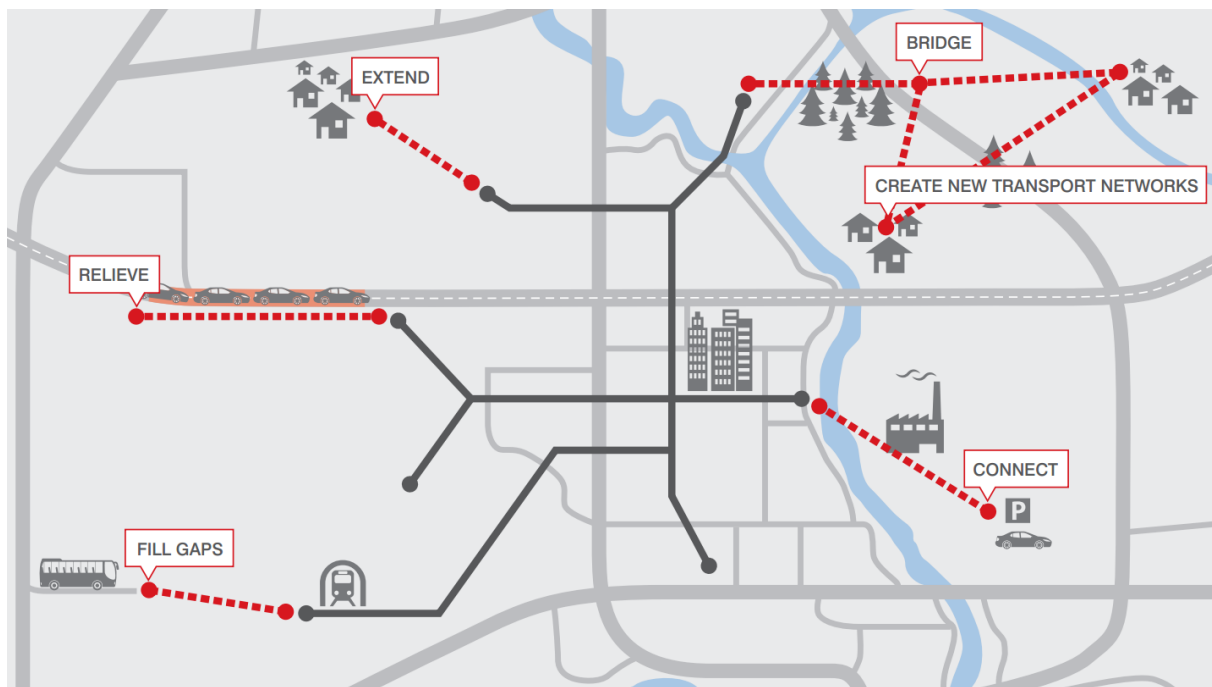 BRIDGE
EXTEND
CREATE NEW TRANSPORT NETWORKS
RELIEVE
CONNECT
P
FILL GAPS